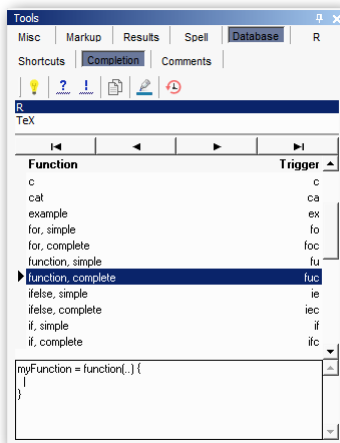 Tools
Misc Markup Results Spell Database R
Shortcuts Completion Comments
R
TeX
Function Trigger
c c
cat ca
example ex
for, simple fo
for, complete foc
function, simple fu
function, complete fuc
ifelse, simple ie
ifelse, complete iec
if, simple if
if, complete ifc
myFunction = function(..) {
|
}